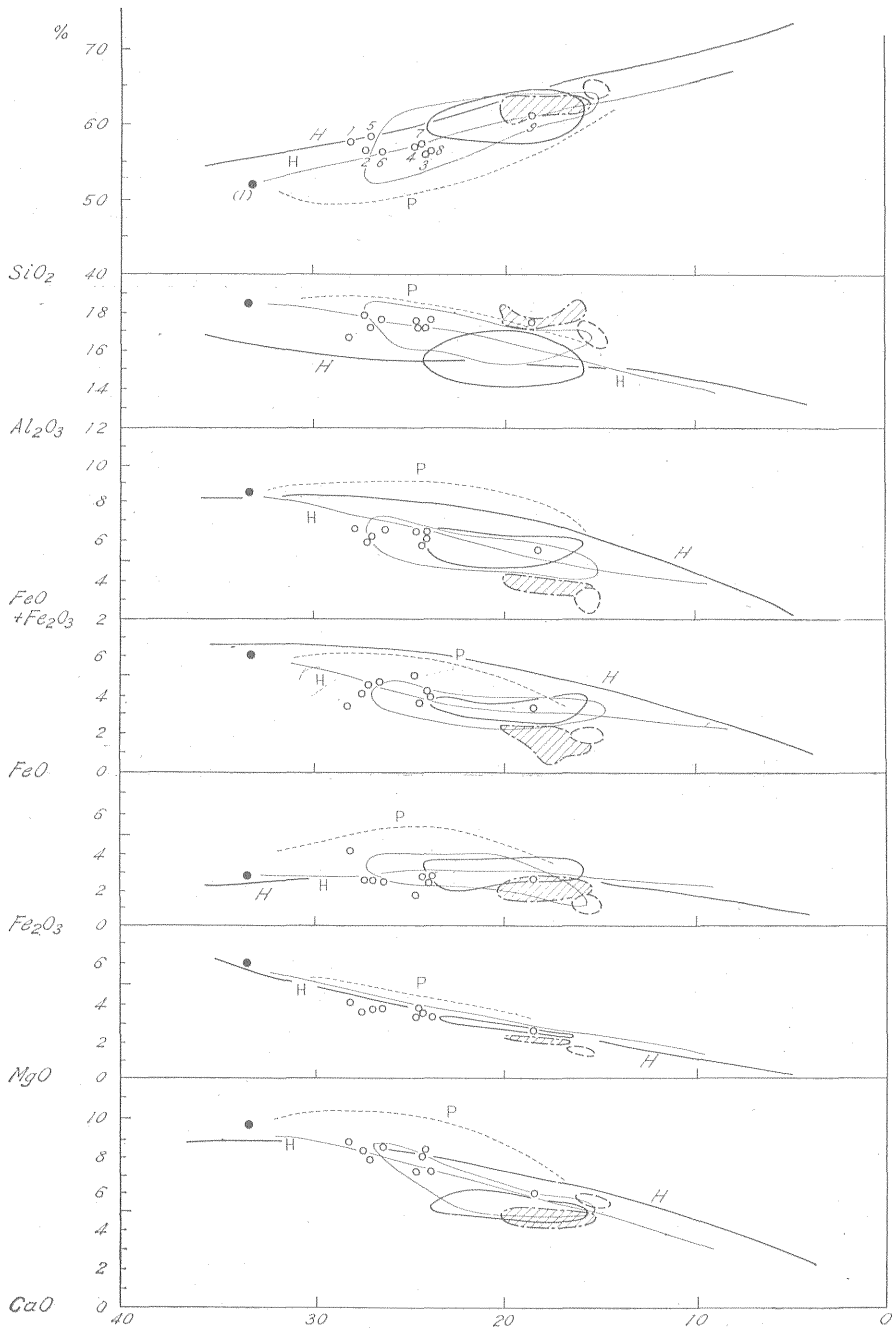 %
70
60
50
SiO₂ 40
H
H
1 5
2 6
7
4 8
3
9
(1)
P
18
16
14
Al₂O₃ 12
P
H
H
10
8
6
4
FeO
+Fe₂O₃ 2
P
H
H
6
4
2
FeO 0
P
H
H
6
4
2
Fe₂O₃ 0
P
H
H
6
4
2
MgO 0
P
H
H
10
8
6
4
2
CaO 0
P
H
H
40 30 20 10 0